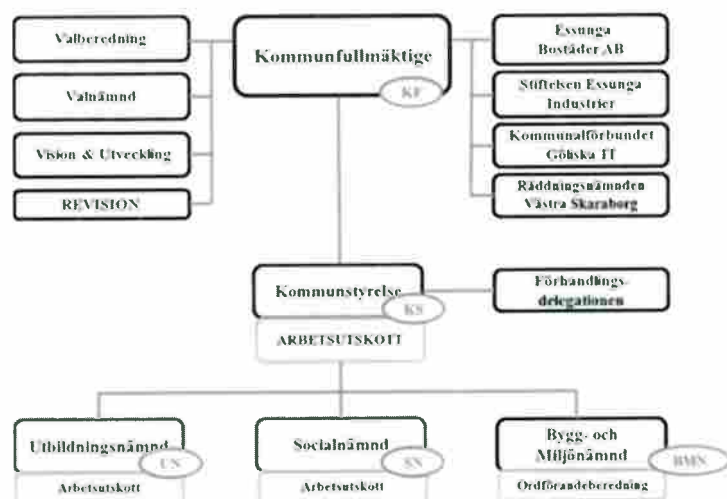 Valberedning
Kommunfullmäktige
KF
Essunga
Bostäder AB
Valnämnd
Stiftelsen Essunga
Industrier
Vision & Utveckling
Kommunalförbundet
Göliska IT
REVISION
Räddningsnämnden
Västra Skaraborg
Kommunstyrelse
KS
ARBETSUTSKOTT
Förhandlings-
delegationen
Utbildningsnämnd
UN
Arbetsutskott
Socialnämnd
SN
Arbetsutskott
Bygg- och
Miljönämnd
BMN
Ordförandeberedning